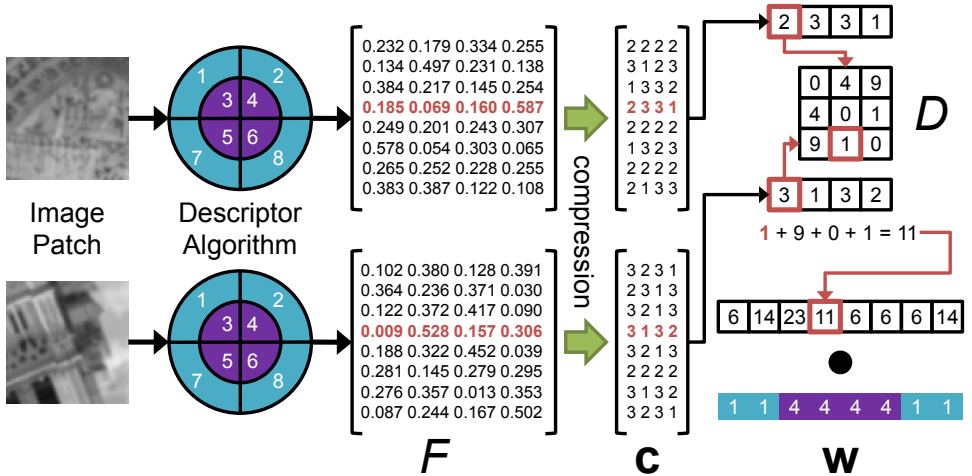 Image
Patch
1 2
3 4
5 6
7 8
Descriptor
Algorithm
0.232 0.179 0.334 0.255
0.134 0.497 0.231 0.138
0.384 0.217 0.145 0.254
0.185 0.069 0.160 0.587
0.249 0.201 0.243 0.307
0.578 0.054 0.303 0.065
0.265 0.252 0.228 0.255
0.383 0.387 0.122 0.108
compression
2 2 2 2
3 1 2 3
1 3 3 2
2 3 3 1
2 2 2 2
1 3 2 3
2 2 2 2
2 1 3 3
2 3 3 1
0 4 9
4 0 1
9 1 0
D
3 1 3 2
1 + 9 + 0 + 1 = 11
1 2
3 4
5 6
7 8
0.102 0.380 0.128 0.391
0.364 0.236 0.371 0.030
0.122 0.372 0.417 0.090
0.009 0.528 0.157 0.306
0.188 0.322 0.452 0.039
0.281 0.145 0.279 0.295
0.276 0.357 0.013 0.353
0.087 0.244 0.167 0.502
F
3 2 3 1
2 2 1 3
3 2 1 3
3 1 3 2
3 2 1 3
2 2 2 2
3 1 3 2
3 2 3 1
c
6 14 23 11 6 6 6 14
1 1 4 4 4 4 1 1
w